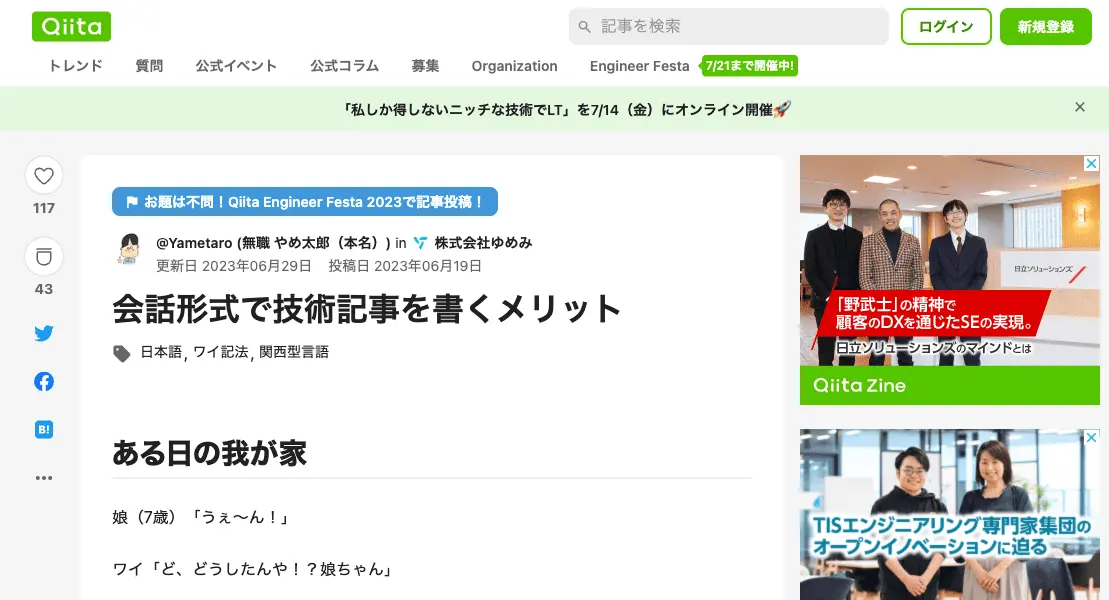 Qiita
記事を検索
ログイン
新規登録
トレンド 質問 公式イベント 公式コラム 募集 Organization Engineer Festa 7/21まで開催中!
「私しか得しないニッチな技術でLT」を7/14（金）にオンライン開催🚀
117
43
B!
お題は不問！Qiita Engineer Festa 2023で記事投稿！
@Yametaro (無職 やめ太郎（本名）) in 株式会社ゆめみ
更新日 2023年06月29日 投稿日 2023年06月19日
会話形式で技術記事を書くメリット
日本語, ワイ記法, 関西型言語
ある日の我が家
娘（7歳）「うぇ〜ん！」
ワイ「ど、どうしたんや！？娘ちゃん」
日立ソリューションズ
「野武士」の精神で
顧客のDXを通じたSEの実現。
日立ソリューションズのマインドとは
Qiita Zine
TISエンジニアリング専門家集団の
オープンイノベーションに迫る